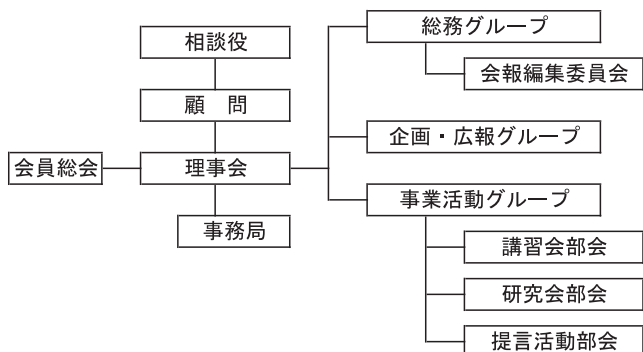 相談役
顧　問
会員総会
理事会
事務局
総務グループ
会報編集委員会
企画・広報グループ
事業活動グループ
講習会部会
研究会部会
提言活動部会